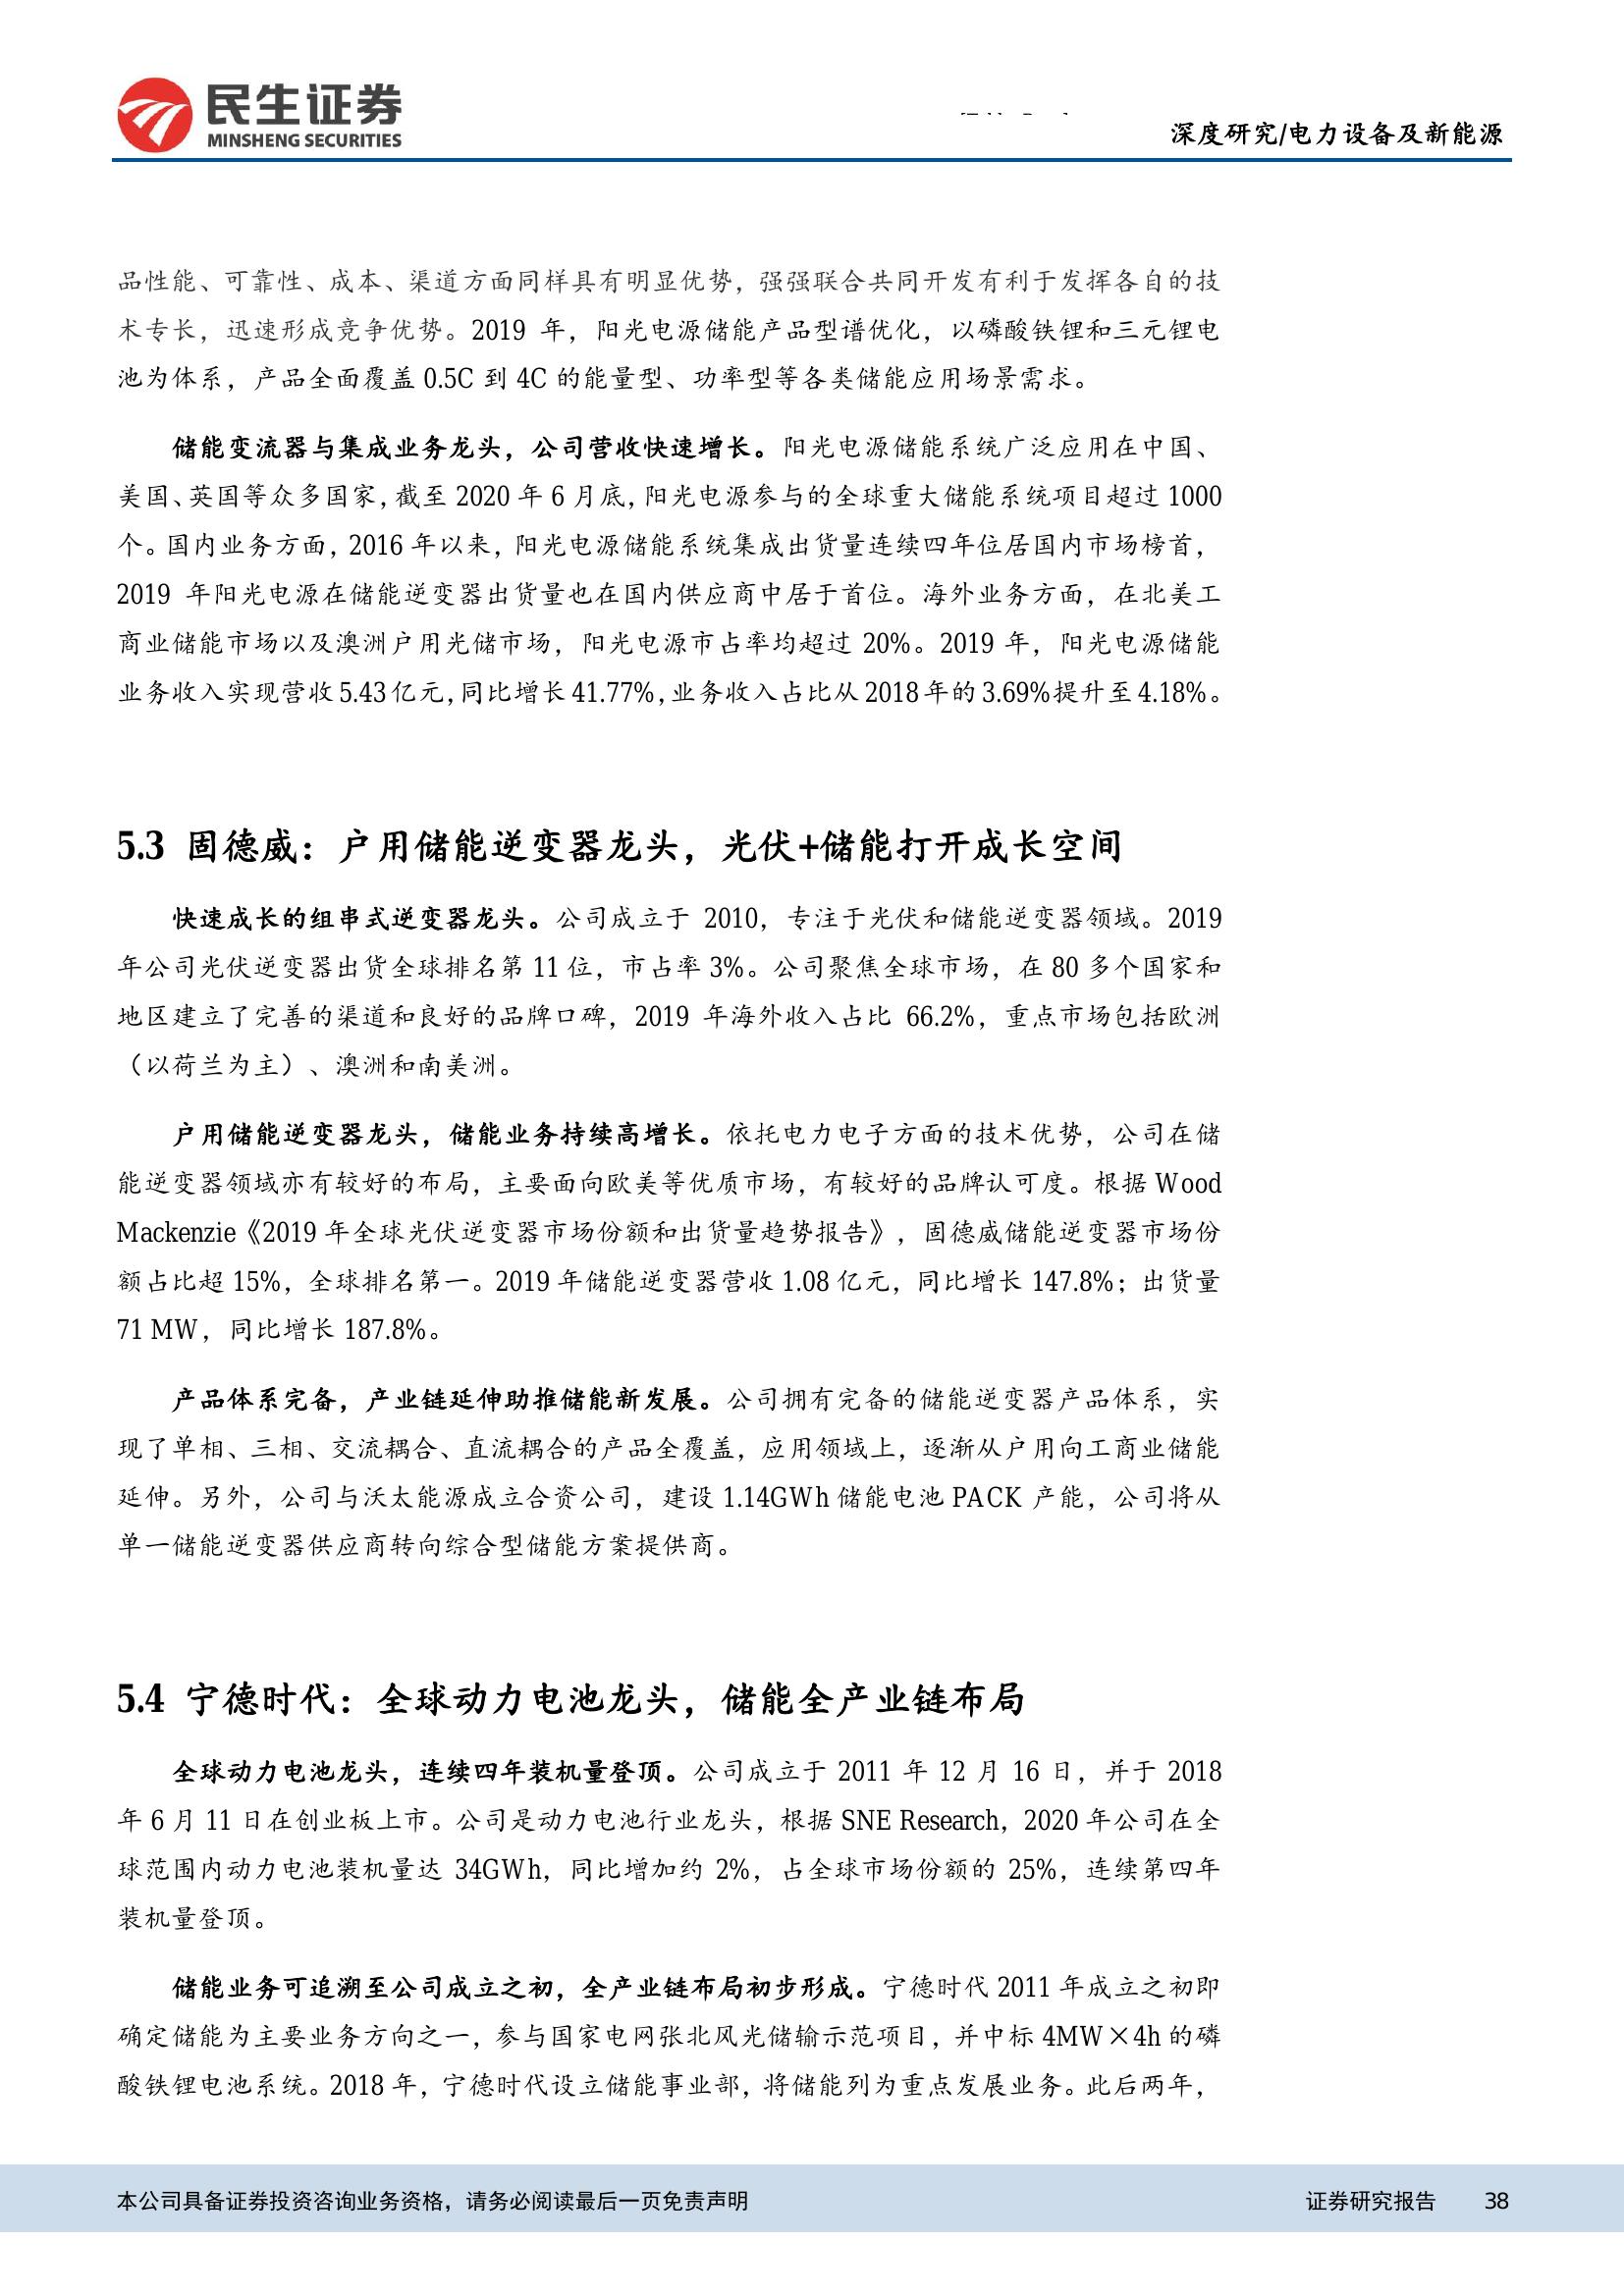 民生证券
MINSHENG SECURITIES
深度研究/电力设备及新能源
品性能、可靠性、成本、渠道方面同样具有明显优势，强强联合共同开发有利于发挥各自的技
术专长，迅速形成竞争优势。2019 年，阳光电源储能产品型谱优化，以磷酸铁锂和三元锂电
池为体系，产品全面覆盖 0.5C 到 4C 的能量型、功率型等各类储能应用场景需求。
储能变流器与集成业务龙头，公司营收快速增长。阳光电源储能系统广泛应用在中国、
美国、英国等众多国家，截至 2020 年 6 月底，阳光电源参与的全球重大储能系统项目超过 1000
个。国内业务方面，2016 年以来，阳光电源储能系统集成出货量连续四年位居国内市场榜首，
2019 年阳光电源在储能逆变器出货量也在国内供应商中居于首位。海外业务方面，在北美工
商业储能市场以及澳洲户用光储市场，阳光电源市占率均超过 20%。2019 年，阳光电源储能
业务收入实现营收 5.43 亿元，同比增长 41.77%，业务收入占比从 2018 年的 3.69%提升至 4.18%。
5.3 固德威：户用储能逆变器龙头，光伏+储能打开成长空间
快速成长的组串式逆变器龙头。公司成立于 2010，专注于光伏和储能逆变器领域。2019
年公司光伏逆变器出货全球排名第 11 位，市占率 3%。公司聚焦全球市场，在 80 多个国家和
地区建立了完善的渠道和良好的品牌口碑，2019 年海外收入占比 66.2%，重点市场包括欧洲
（以荷兰为主）、澳洲和南美洲。
户用储能逆变器龙头，储能业务持续高增长。依托电力电子方面的技术优势，公司在储
能逆变器领域亦有较好的布局，主要面向欧美等优质市场，有较好的品牌认可度。根据 Wood
Mackenzie《2019 年全球光伏逆变器市场份额和出货量趋势报告》，固德威储能逆变器市场份
额占比超 15%，全球排名第一。2019 年储能逆变器营收 1.08 亿元，同比增长 147.8%；出货量
71 MW，同比增长 187.8%。
产品体系完备，产业链延伸助推储能新发展。公司拥有完备的储能逆变器产品体系，实
现了单相、三相、交流耦合、直流耦合的产品全覆盖，应用领域上，逐渐从户用向工商业储能
延伸。另外，公司与沃太能源成立合资公司，建设 1.14GWh 储能电池 PACK 产能，公司将从
单一储能逆变器供应商转向综合型储能方案提供商。
5.4 宁德时代：全球动力电池龙头，储能全产业链布局
全球动力电池龙头，连续四年装机量登顶。公司成立于 2011 年 12 月 16 日，并于 2018
年 6 月 11 日在创业板上市。公司是动力电池行业龙头，根据 SNE Research，2020 年公司在全
球范围内动力电池装机量达 34GWh，同比增加约 2%，占全球市场份额的 25%，连续第四年
装机量登顶。
储能业务可追溯至公司成立之初，全产业链布局初步形成。宁德时代 2011 年成立之初即
确定储能为主要业务方向之一，参与国家电网张北风光储输示范项目，并中标 4MW×4h 的磷
酸铁锂电池系统。2018 年，宁德时代设立储能事业部，将储能列为重点发展业务。此后两年，
本公司具备证券投资咨询业务资格，请务必阅读最后一页免责声明
证券研究报告 38